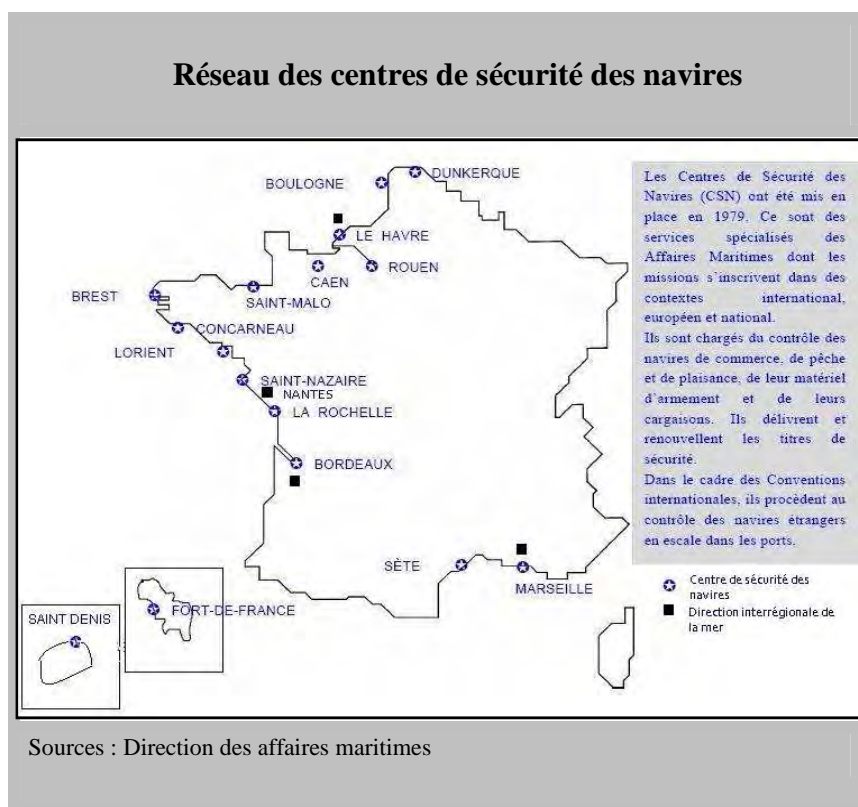 Réseau des centres de sécurité des navires
DUNKERQUE
BOULOGNE
LE HAVRE
CAEN
ROUEN
BREST
SAINT-MALO
CONCARNEAU
LORIENT
SAINT-NAZAIRE
NANTES
LA ROCHELLE
BORDEAUX
SÈTE
MARSEILLE
FORT-DE-FRANCE
SAINT DENIS
Les Centres de Sécurité des
Navires (CSN) ont été mis en
place en 1979. Ce sont des
services spécialisés des
Affaires Maritimes dont les
missions s'inscrivent dans des
contextes international,
européen et national.
Ils sont chargés du contrôle des
navires de commerce, de pêche
et de plaisance, de leur matériel
d'armement et de leurs
cargaisons. Ils délivrent et
renouvellent les titres de
sécurité.
Dans le cadre des Conventions
internationales, ils procèdent au
contrôle des navires étrangers
en escale dans les ports.
Centre de sécurité des
navires
Direction interrégionale de
la mer
Sources : Direction des affaires maritimes